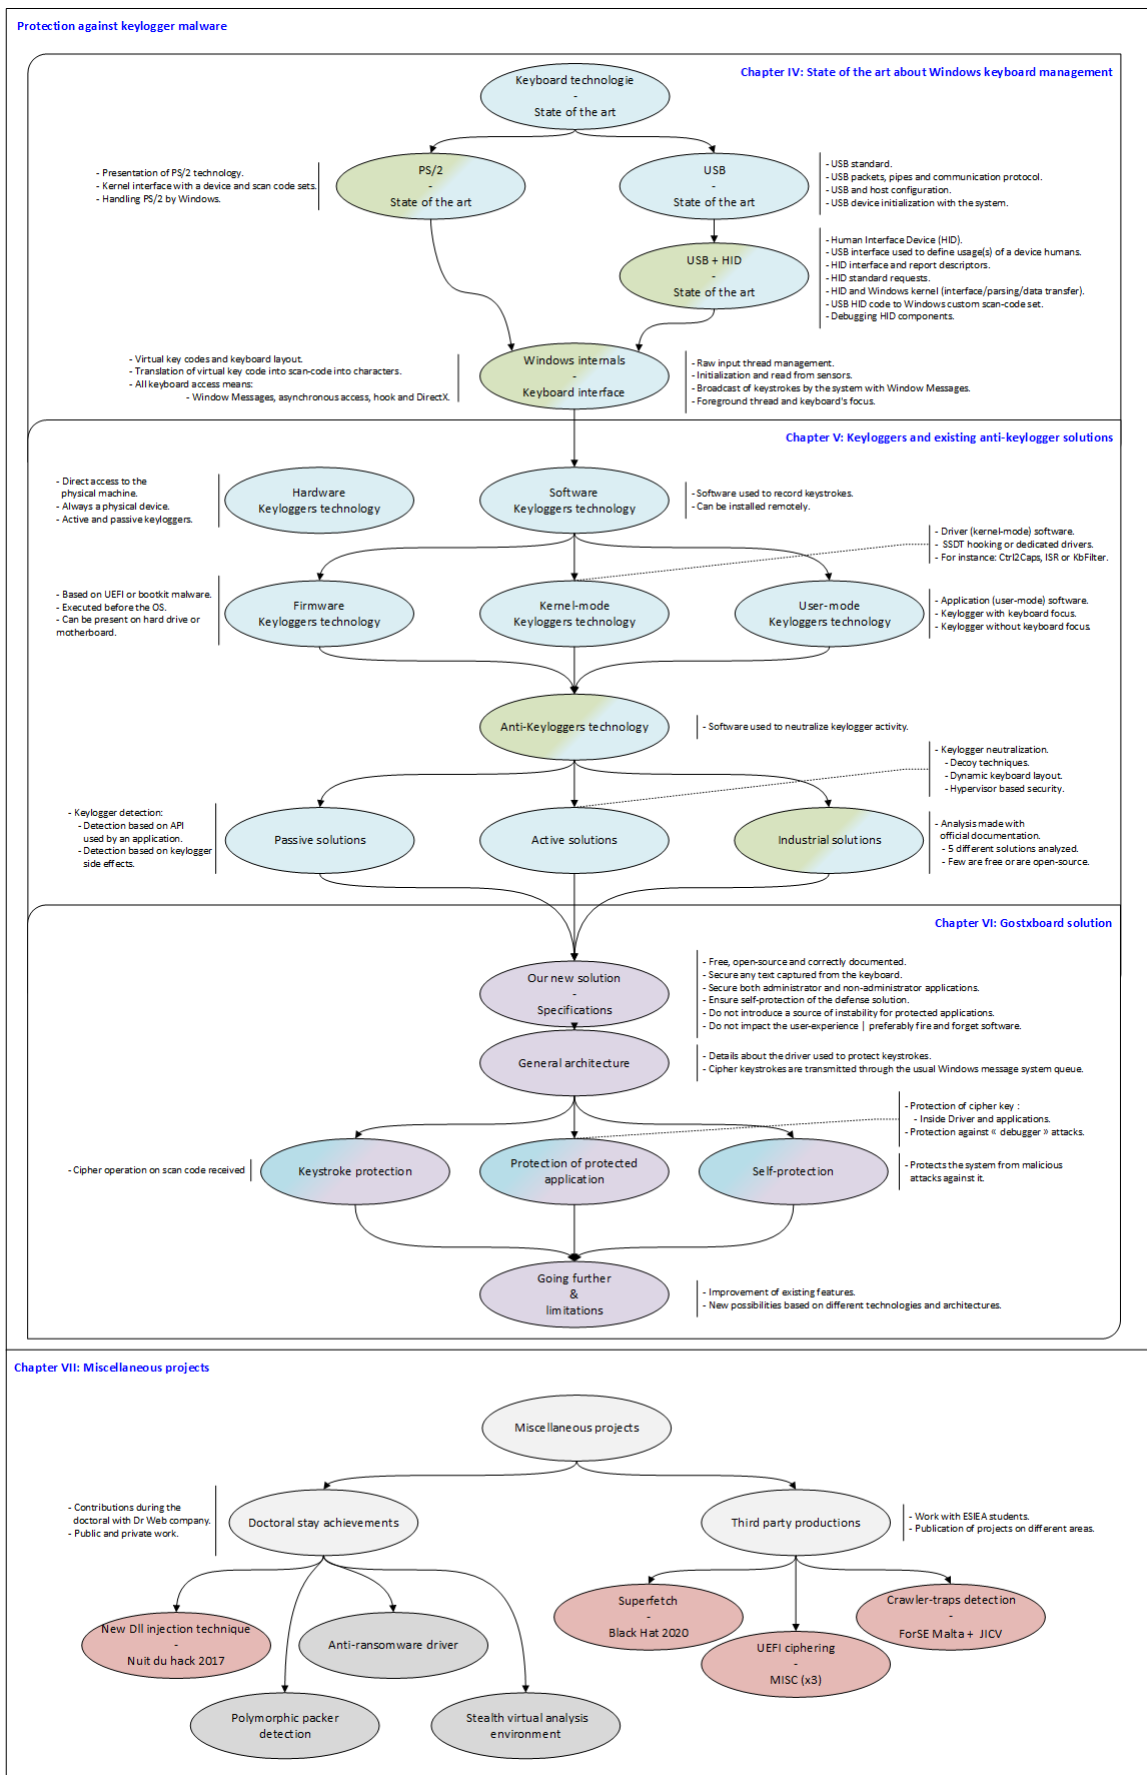 Protection against keylogger malware
Chapter IV: State of the art about Windows keyboard management
Keyboard technologie
-
State of the art
- Presentation of PS/2 technology.
- Kernel interface with a device and scan code sets.
- Handling PS/2 by Windows.
PS/2
-
State of the art
USB
-
State of the art
- USB standard.
- USB packets, pipes and communication protocol.
- USB and host configuration.
- USB device initialization with the system.
USB + HID
-
State of the art
- Human Interface Device (HID).
- USB interface used to define usage(s) of a device humans.
- HID interface and report descriptors.
- HID standard requests.
- HID and Windows kernel (interface/parsing/data transfer).
- USB HID code to Windows custom scan-code set.
- Debugging HID components.
- Virtual key codes and keyboard layout.
- Translation of virtual key code into scan-code into characters.
- All keyboard access means:
- Window Messages, asynchronous access, hook and DirectX.
Windows internals
-
Keyboard interface
- Raw input thread management.
- Initialization and read from sensors.
- Broadcast of keystrokes by the system with Window Messages.
- Foreground thread and keyboard's focus.
Chapter V: Keyloggers and existing anti-keylogger solutions
- Direct access to the
physical machine.
- Always a physical device.
- Active and passive keyloggers.
Hardware
Keyloggers technology
Software
Keyloggers technology
- Software used to record keystrokes.
- Can be installed remotely.
- Driver (kernel-mode) software.
- SSDT hooking or dedicated drivers.
- For instance: Ctrl2Caps, ISR or KbFilter.
- Based on UEFI or bootkit malware.
- Executed before the OS.
- Can be present on hard drive or
motherboard.
Firmware
Keyloggers technology
Kernel-mode
Keyloggers technology
User-mode
Keyloggers technology
- Application (user-mode) software.
- Keylogger with keyboard focus.
- Keylogger without keyboard focus.
Anti-Keyloggers technology
- Software used to neutralize keylogger activity.
- Keylogger neutralization.
- Decoy techniques.
- Dynamic keyboard layout.
- Hypervisor based security.
- Keylogger detection:
- Detection based on API
used by an application.
- Detection based on keylogger
side effects.
Passive solutions
Active solutions
Industrial solutions
- Analysis made with
official documentation.
- 5 different solutions analyzed.
- Few are free or are open-source.
Chapter VI: Gostxboard solution
Our new solution
-
Specifications
- Free, open-source and correctly documented.
- Secure any text captured from the keyboard.
- Secure both administrator and non-administrator applications.
- Ensure self-protection of the defense solution.
- Do not introduce a source of instability for protected applications.
- Do not impact the user-experience | preferably fire and forget software.
General architecture
- Details about the driver used to protect keystrokes.
- Cipher keystrokes are transmitted through the usual Windows message system queue.
- Protection of cipher key :
- Inside Driver and applications.
- Protection against « debugger » attacks.
- Cipher operation on scan code received
Keystroke protection
Protection of protected
application
Self-protection
- Protects the system from malicious
attacks against it.
Going further
&
limitations
- Improvement of existing features.
- New possibilities based on different technologies and architectures.
Chapter VII: Miscellaneous projects
Miscellaneous projects
- Contributions during the
doctoral with Dr Web company.
- Public and private work.
Doctoral stay achievements
Third party productions
- Work with ESIEA students.
- Publication of projects on different areas.
New Dll injection technique
-
Nuit du hack 2017
Anti-ransomware driver
Superfetch
-
Black Hat 2020
UEFI ciphering
-
MISC (x3)
Crawler-traps detection
-
ForSE Malta + JICV
Polymorphic packer
detection
Stealth virtual analysis
environment